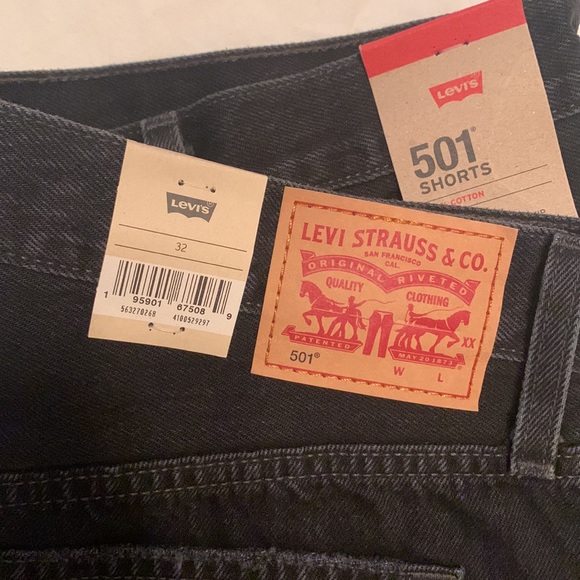 Levi's
501®
SHORTS
COTTON
Levi's
32
1 95901 67508 9
563270268 4100529297
LEVI STRAUSS & CO.
SAN FRANCISCO
CAL.
ORIGINAL RIVETED
QUALITY CLOTHING
PATENTED MAY 20 1873
XX
501® W L